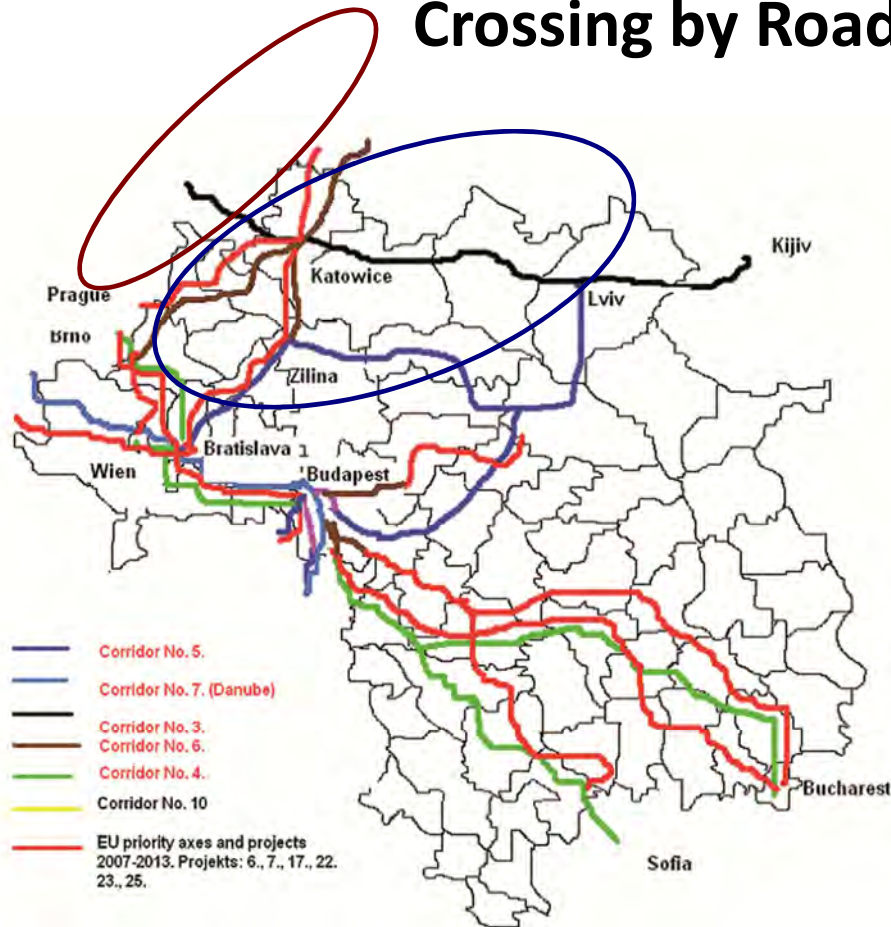 Crossing by Road
Kijiv
Katowice
Prague
Lviv
Brno
Zilina
Bratislava
1
Wien
Budapest
Corridor No. 5.
Corridor No. 7. (Danube)
Corridor No. 3.
Corridor No. 6.
Corridor No. 4.
Corridor No. 10
EU priority axes and projects
2007-2013. Projekts: 6., 7., 17., 22.
23., 25.
Bucharest
Sofia